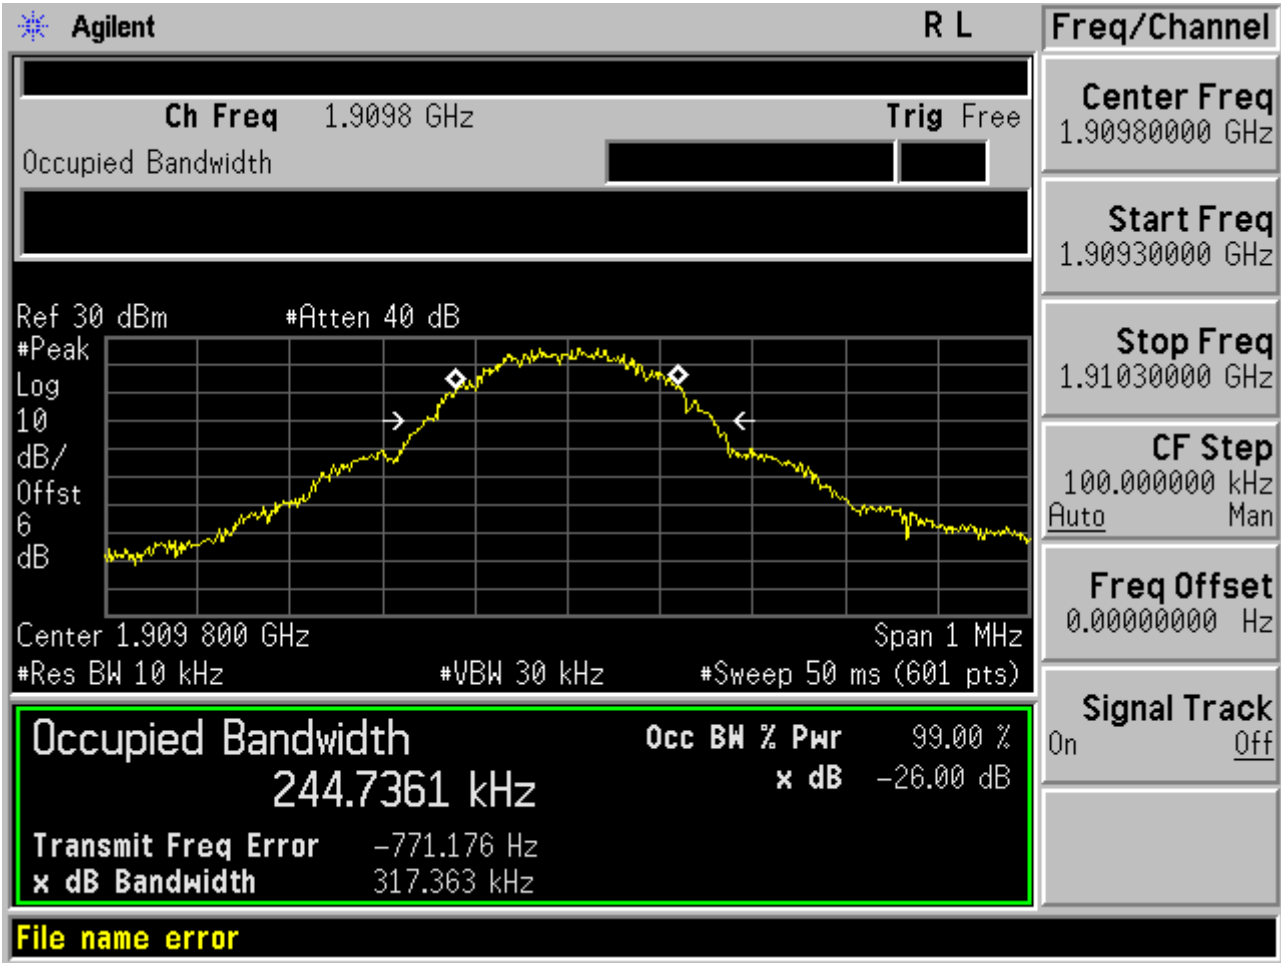 Agilent R L Freq/Channel
Ch Freq 1.9098 GHz Trig Free
Occupied Bandwidth
Center Freq
1.90980000 GHz
Start Freq
1.90930000 GHz
Stop Freq
1.91030000 GHz
CF Step
100.000000 kHz
Auto Man
Freq Offset
0.00000000 Hz
Signal Track
On Off
Ref 30 dBm #Atten 40 dB
#Peak
Log
10
dB/
Offst
6
dB
Center 1.909 800 GHz Span 1 MHz
#Res BW 10 kHz #VBW 30 kHz #Sweep 50 ms (601 pts)
Occupied Bandwidth Occ BW % Pwr 99.00 %
244.7361 kHz x dB -26.00 dB
Transmit Freq Error -771.176 Hz
x dB Bandwidth 317.363 kHz
File name error